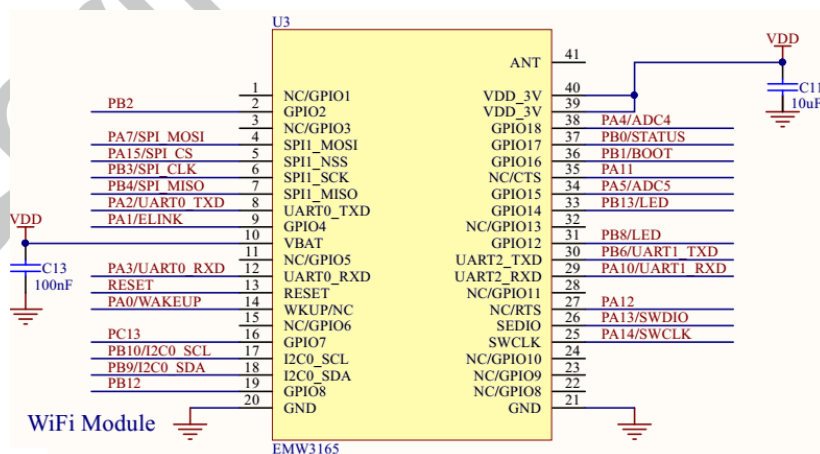 U3
ANT 41
VDD
1 NC/GPIO1 VDD_3V 40
PB2 2 GPIO2 VDD_3V 39
C11
10uF
3 NC/GPIO3 GPIO18 38 PA4/ADC4
PA7/SPI_MOSI 4 SPI1_MOSI GPIO17 37 PB0/STATUS
PA15/SPI_CS 5 SPI1_NSS GPIO16 36 PB1/BOOT
PB3/SPI_CLK 6 SPI1_SCK NC/CTS 35 PA11
PB4/SPI_MISO 7 SPI1_MISO GPIO15 34 PA5/ADC5
PA2/UART0_TXD 8 UART0_TXD GPIO14 33 PB13/LED
PA1/ELINK 9 GPIO4 NC/GPIO13 32
VDD
10 VBAT GPIO12 31 PB8/LED
11 NC/GPIO5 UART2_TXD 30 PB6/UART1_TXD
C13
100nF
PA3/UART0_RXD 12 UART0_RXD UART2_RXD 29 PA10/UART1_RXD
RESET 13 RESET NC/GPIO11 28
PA0/WAKEUP 14 WKUP/NC NC/RTS 27 PA12
15 NC/GPIO6 SEDIO 26 PA13/SWDIO
PC13 16 GPIO7 SWCLK 25 PA14/SWCLK
PB10/I2C0_SCL 17 I2C0_SCL NC/GPIO10 24
PB9/I2C0_SDA 18 I2C0_SDA NC/GPIO9 23
PB12 19 GPIO8 NC/GPIO8 22
20 GND GND 21
WiFi Module
EMW3165